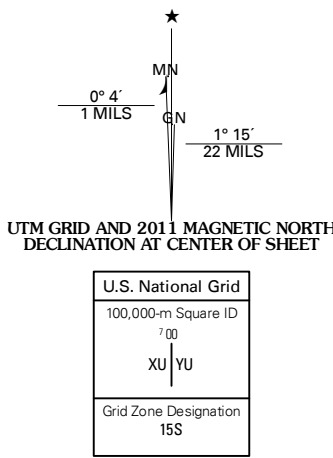 ★
MN
0° 4´
1 MILS
GN
1° 15´
22 MILS
UTM GRID AND 2011 MAGNETIC NORTH
DECLINATION AT CENTER OF SHEET
U.S. National Grid
100,000-m Square ID
7 00
XU YU
Grid Zone Designation
15S